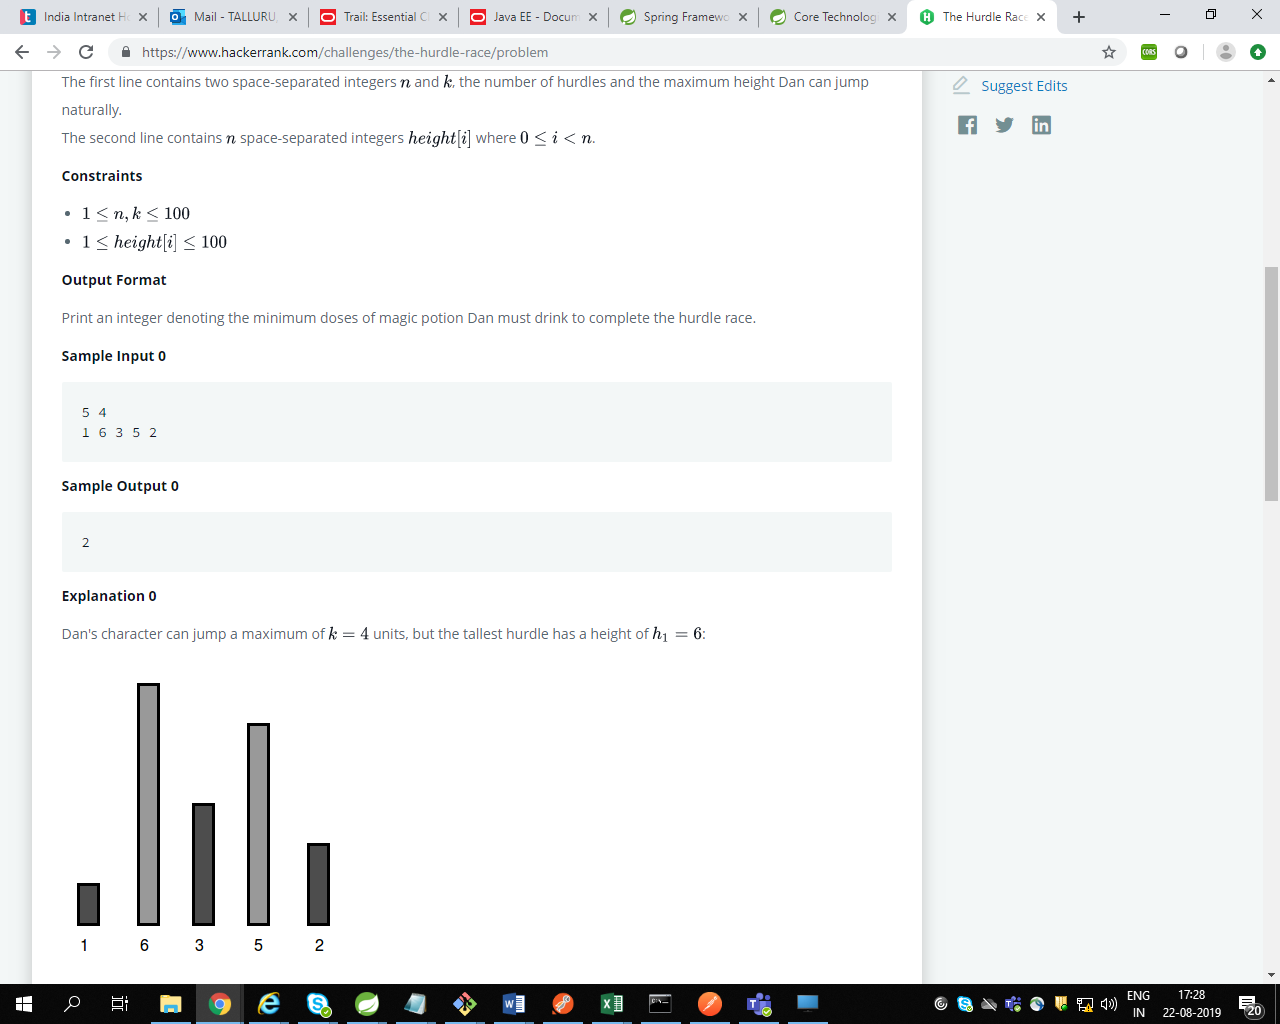 India Intranet Ho
Mail - TALLURU,
Trail: Essential Cl
Java EE - Docum
Spring Framewo
Core Technolog
The Hurdle Race
https://www.hackerrank.com/challenges/the-hurdle-race/problem
CORS
The first line contains two space-separated integers n and k, the number of hurdles and the maximum height Dan can jump
naturally.
The second line contains n space-separated integers height[i] where 0 ≤ i < n.
Suggest Edits
Constraints
• 1 ≤ n, k ≤ 100
• 1 ≤ height[i] ≤ 100
Output Format
Print an integer denoting the minimum doses of magic potion Dan must drink to complete the hurdle race.
Sample Input 0
5 4
1 6 3 5 2
Sample Output 0
2
Explanation 0
Dan's character can jump a maximum of k = 4 units, but the tallest hurdle has a height of h₁ = 6:
1 6 3 5 2
ENG
IN
17:28
22-08-2019
20